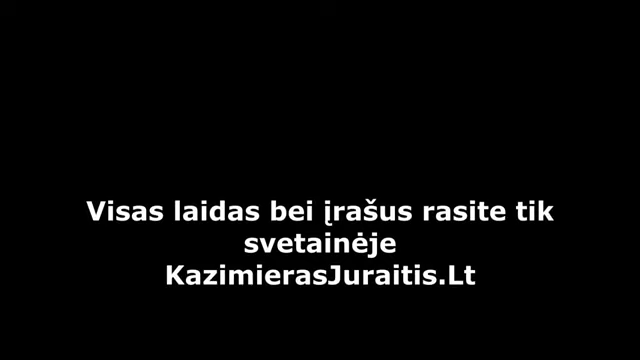 Visas laidas bei įrašus rasite tik
svetainėje
KazimierasJuraitis.Lt